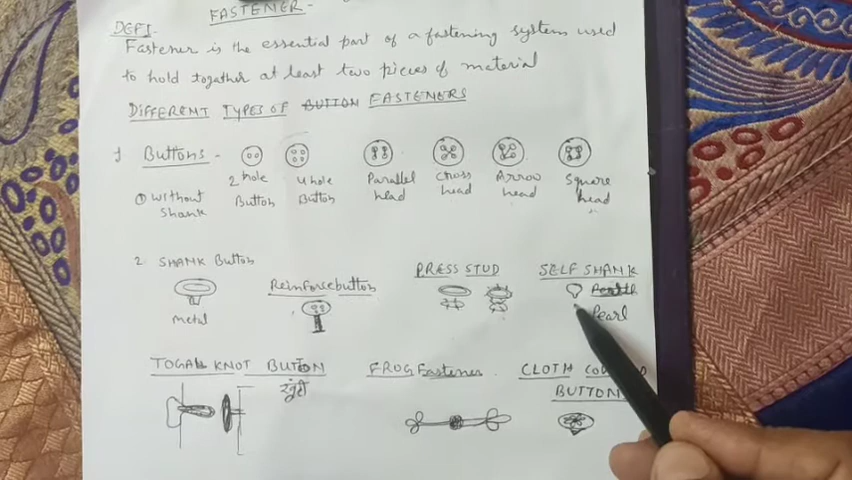 FASTENER -
DEFI.
Fastener is the essential part of a fastening system used
to hold together at least two pieces of material
DIFFERENT TYPES OF BUTTON FASTENERS
1 Buttons -
2 hole Button
4 hole Button
Parallel head
Cross head
Arrow head
Square head
① without shank
2. SHANK Button
metal
Reinforce button
PRESS STUD
SELF SHANK
Pearl
TOGAL KNOT BUTTON
खूंटी
FROG Fastener.
CLOTH
BUTTON